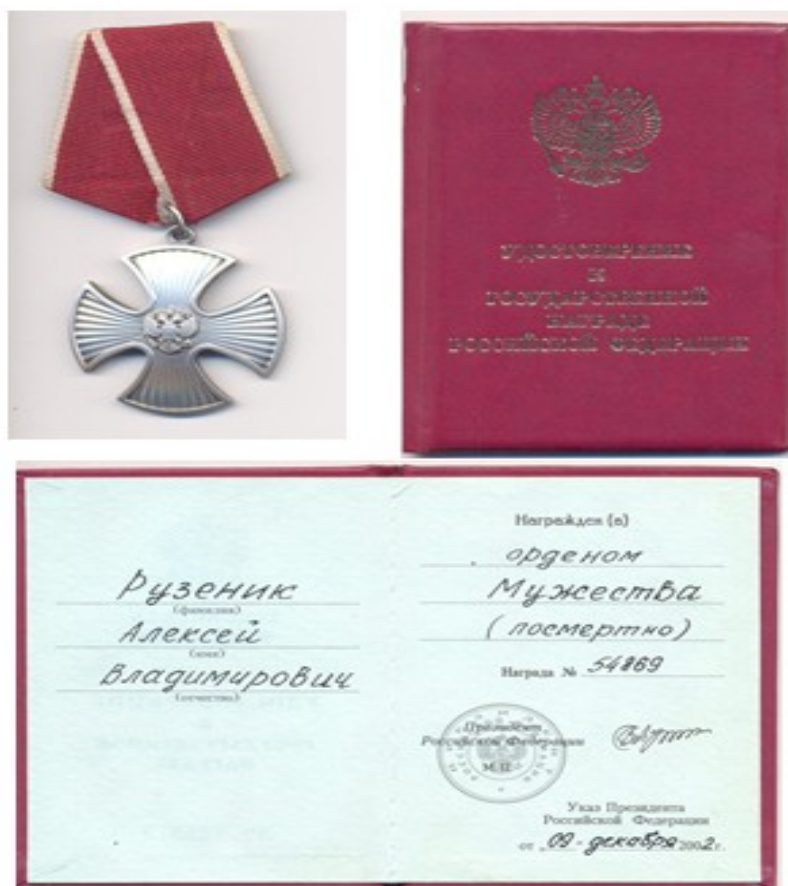 УДОСТОВЕРЕНИЕ
К
ГОСУДАРСТВЕННОЙ
НАГРАДЕ
РОССИЙСКОЙ ФЕДЕРАЦИИ
Рузеник
(фамилия)
Алексей
(имя)
Владимирович
(отчество)
Награжден (а)
орденом
Мужества
(посмертно)
Награда № 54869
Президент
Российской Федерации
М.П.
Указ Президента
Российской Федерации
от „09 - декабря 2002 г.